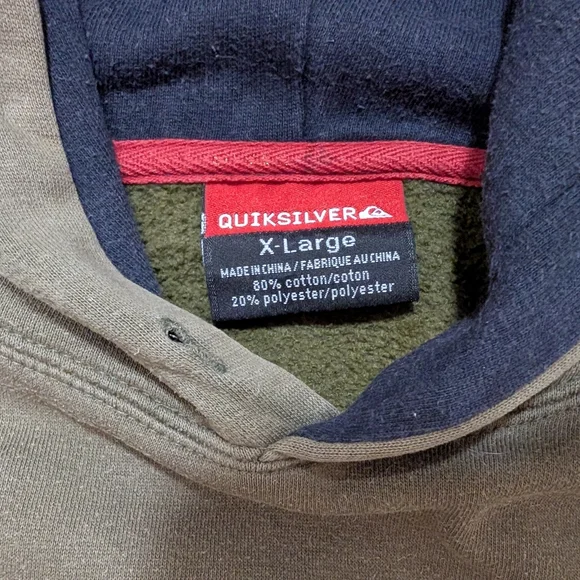 QUIKSILVER
X-Large
MADE IN CHINA / FABRIQUE AU CHINA
80% cotton/coton
20% polyester/polyester